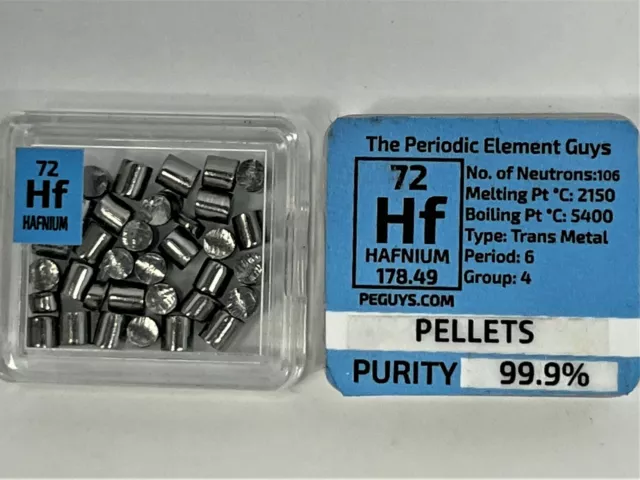 72
Hf
HAFNIUM
The Periodic Element Guys
72
Hf
HAFNIUM
178.49
No. of Neutrons:106
Melting Pt °C: 2150
Boiling Pt °C: 5400
Type: Trans Metal
Period: 6
Group: 4
PEGUYS.COM
PELLETS
PURITY 99.9%